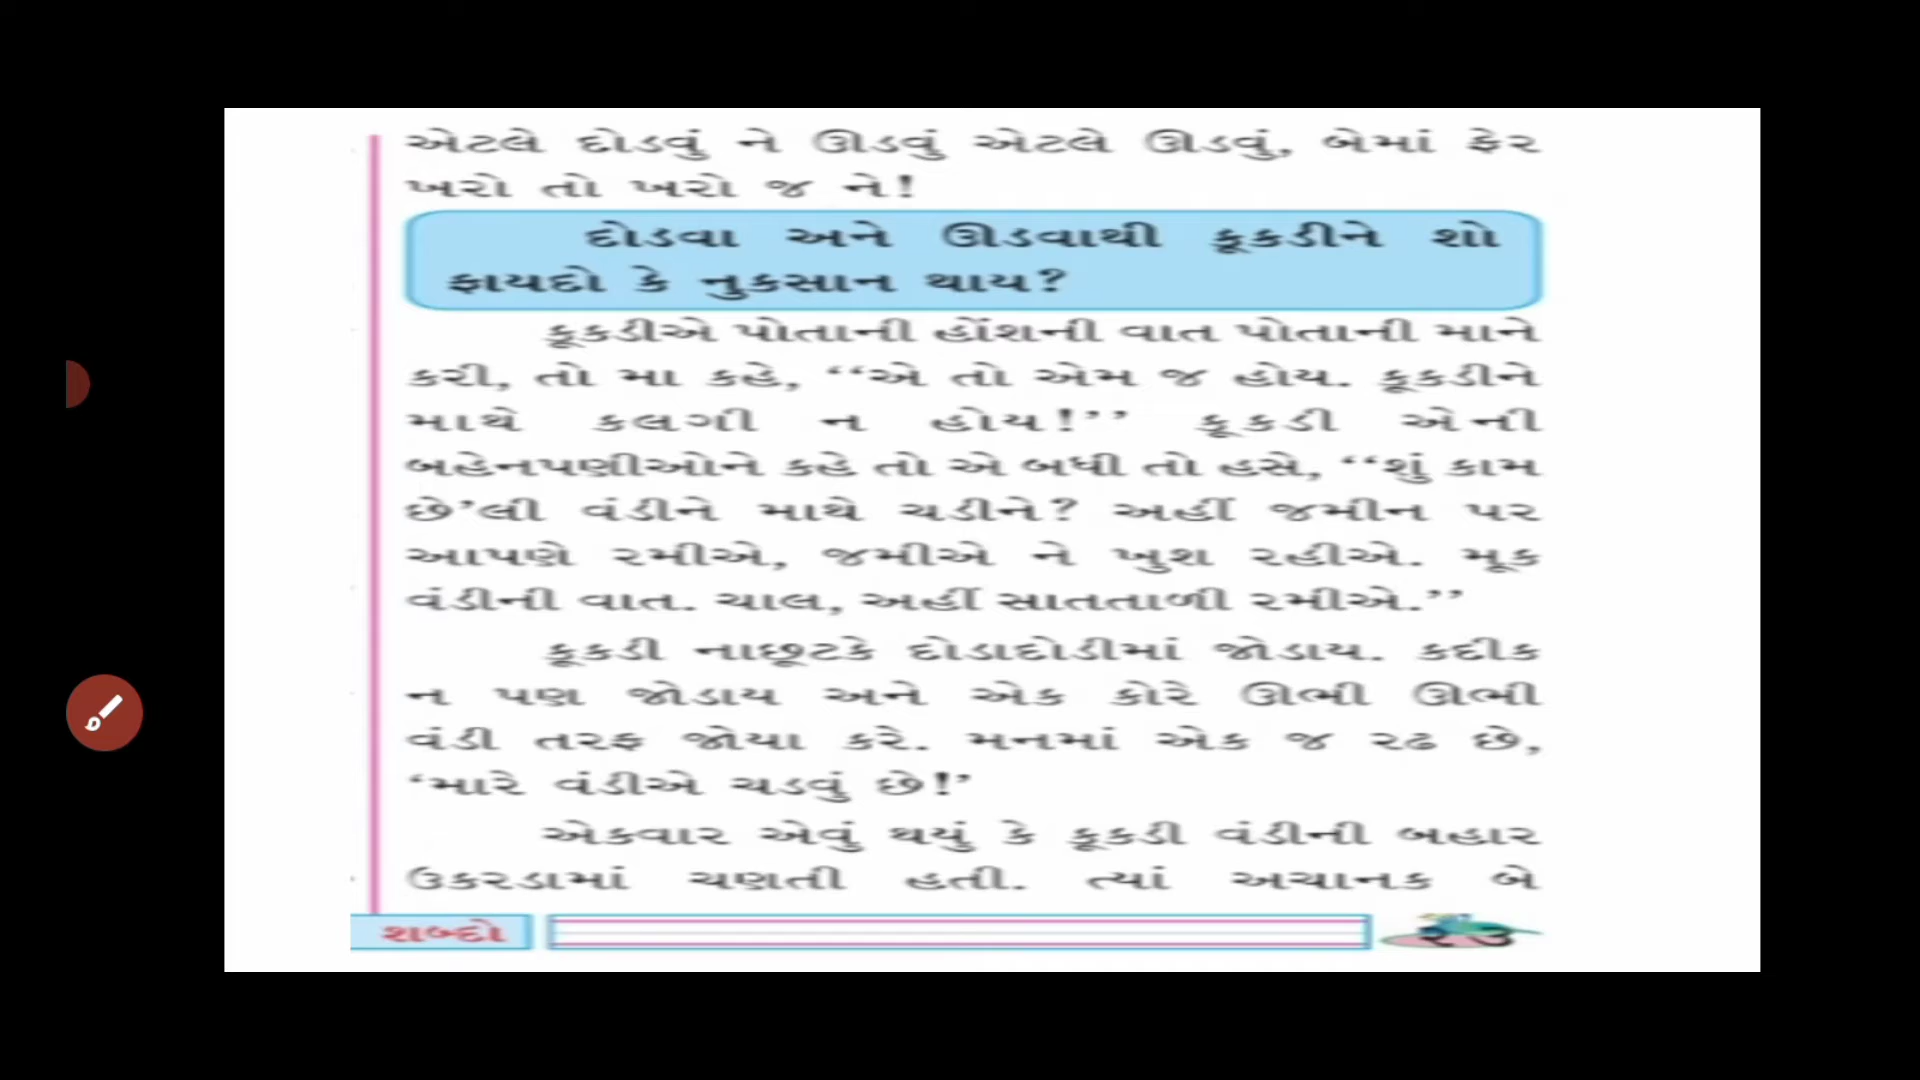 એટલે દોડવું ને ઊડવું એટલે ઊડવું, બેમાં ફેર
ખરો તો ખરો જ ને!
દોડવા અને ઊડવાથી કૂકડીને શો
ફાયદો કે નુકસાન થાય?
કૂકડીએ પોતાની હોંશની વાત પોતાની માને
કરી, તો મા કહે, ‘‘એ તો એમ જ હોય. કૂકડીને
માથે કલગી ન હોય!’’ કૂકડી એની
બહેનપણીઓને કહે તો એ બધી તો હસે, ‘‘શું કામ
છે’લી વંડીને માથે ચડીને? અહીં જમીન પર
આપણે રમીએ, જમીએ ને ખુશ રહીએ. મૂક
વંડીની વાત. ચાલ, અહીં સાતતાળી રમીએ.’’
કૂકડી નાછૂટકે દોડાદોડીમાં જોડાય. કદીક
ન પણ જોડાય અને એક કોરે ઊભી ઊભી
વંડી તરફ જોયા કરે. મનમાં એક જ રઢ છે,
‘મારે વંડીએ ચડવું છે!’
એકવાર એવું થયું કે કૂકડી વંડીની બહાર
ઉકરડામાં ચણતી હતી. ત્યાં અચાનક બે
શબ્દો